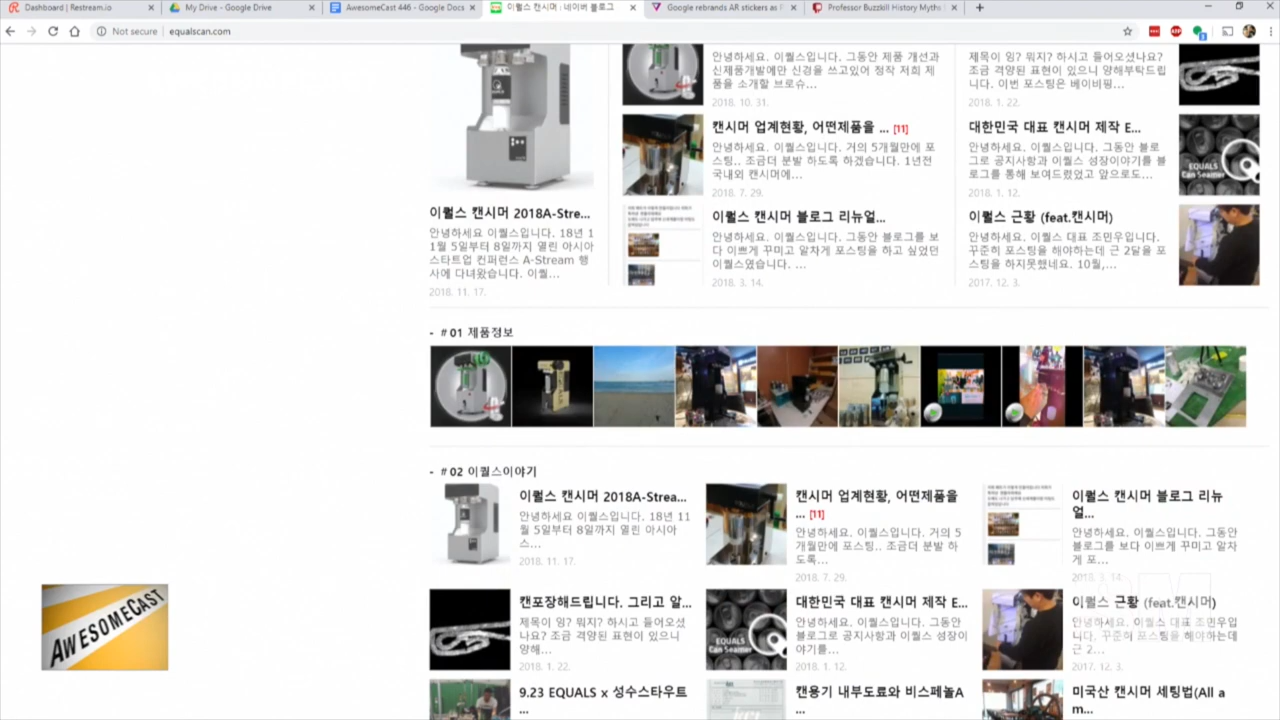 Dashboard | Restream.io
My Drive - Google Drive
AwesomeCast 446 - Google Docs
이퀄스 캔시머 : 네이버 블로그
Google rebrands AR stickers as P
Professor Buzzkill History Myths
Not secure | equalscan.com
안녕하세요. 이퀄스입니다. 그동안 제품 개선과
신제품개발에만 신경을 쓰고있어 정작 저희 제
품을 소개할 브로슈...
2018. 10. 31.
제목이 잉? 뭐지? 하시고 들어오셨나요?
조금 격양된 표현이 있으니 양해부탁드립
니다. 이번 포스팅은 베이비핑...
2018. 1. 22.
캔시머 업계현황, 어떤제품을 ... [11]
안녕하세요. 이퀄스입니다. 거의 5개월만에 포
스팅.. 조금더 분발 하도록 하겠습니다. 1년전
국내외 캔시머에...
2018. 7. 29.
대한민국 대표 캔시머 제작 E...
안녕하세요. 이퀄스입니다. 그동안 블로
그로 공지사항과 이퀄스 성장이야기를 블
로그를 통해 보여드렸었고 앞으로도...
2018. 1. 12.
EQUALS
Can Seamer
이퀄스 캔시머 2018A-Stre...
안녕하세요 이퀄스입니다. 18년 1
1월 5일부터 8일까지 열린 아시아
스타트업 컨퍼런스 A-Stream 행
사에 다녀왔습니다. 이퀄...
2018. 11. 17.
이퀄스 캔시머 블로그 리뉴얼...
안녕하세요. 이퀄스입니다. 그동안 블로그를 보
다 이쁘게 꾸미고 알차게 포스팅을 하고 싶었던
이퀄스였습니다. ...
2018. 3. 14.
이퀄스 근황 (feat.캔시머)
안녕하세요. 이퀄스 대표 조민우입니다.
꾸준히 포스팅을 해야하는데 근 2달을 포
스팅을 하지못했네요. 10월,...
2017. 12. 3.
- #01 제품정보
- #02 이퀄스이야기
이퀄스 캔시머 2018A-Strea...
안녕하세요 이퀄스입니다. 18년 11
월 5일부터 8일까지 열린 아시아
스...
2018. 11. 17.
캔시머 업계현황, 어떤제품을
... [11]
안녕하세요. 이퀄스입니다. 거의 5
개월만에 포스팅.. 조금더 분발 하
도록...
2018. 7. 29.
이퀄스 캔시머 블로그 리뉴
얼...
안녕하세요. 이퀄스입니다. 그동안
블로그를 보다 이쁘게 꾸미고 알차
게 포...
2018. 3. 14.
캔포장해드립니다. 그리고 알...
제목이 잉? 뭐지? 하시고 들어오셨
나요? 조금 격양된 표현이 있으니
양해...
2018. 1. 22.
EQUALS
Can Seamer
대한민국 대표 캔시머 제작 E...
안녕하세요. 이퀄스입니다. 그동안
블로그로 공지사항과 이퀄스 성장이
야기를...
2018. 1. 12.
이퀄스 근황 (feat.캔시머)
안녕하세요. 이퀄스 대표 조민우입
니다. 꾸준히 포스팅을 해야하는데
근 2...
2017. 12. 3.
9.23 EQUALS x 성수스타우트
...
캔용기 내부도료와 비스페놀A
...
미국산 캔시머 세팅법(All a
m...
AWESOMECAST